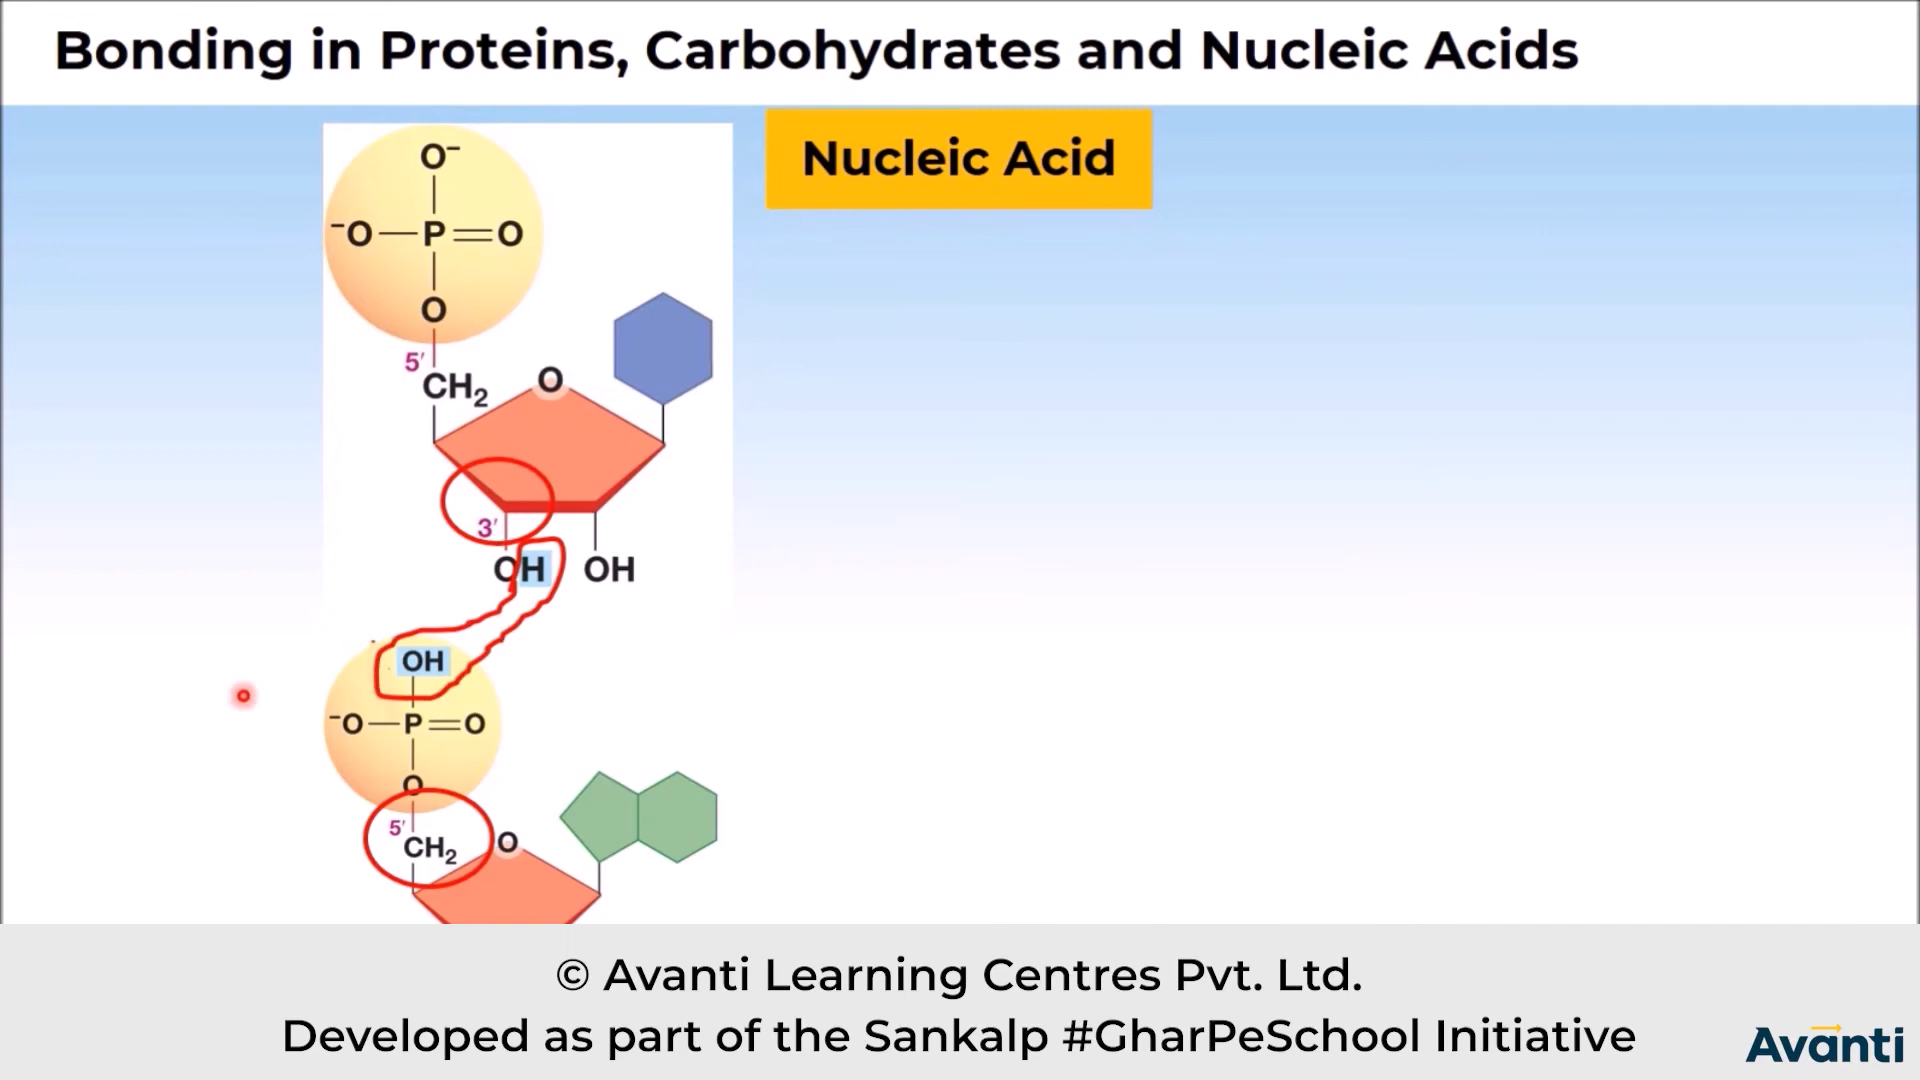 Bonding in Proteins, Carbohydrates and Nucleic Acids
Nucleic Acid
O⁻
⁻O—P=O
O
5′
CH₂
O
3′
OH OH
OH
⁻O—P=O
O
5′
CH₂
O
© Avanti Learning Centres Pvt. Ltd.
Developed as part of the Sankalp #GharPeSchool Initiative
Avanti